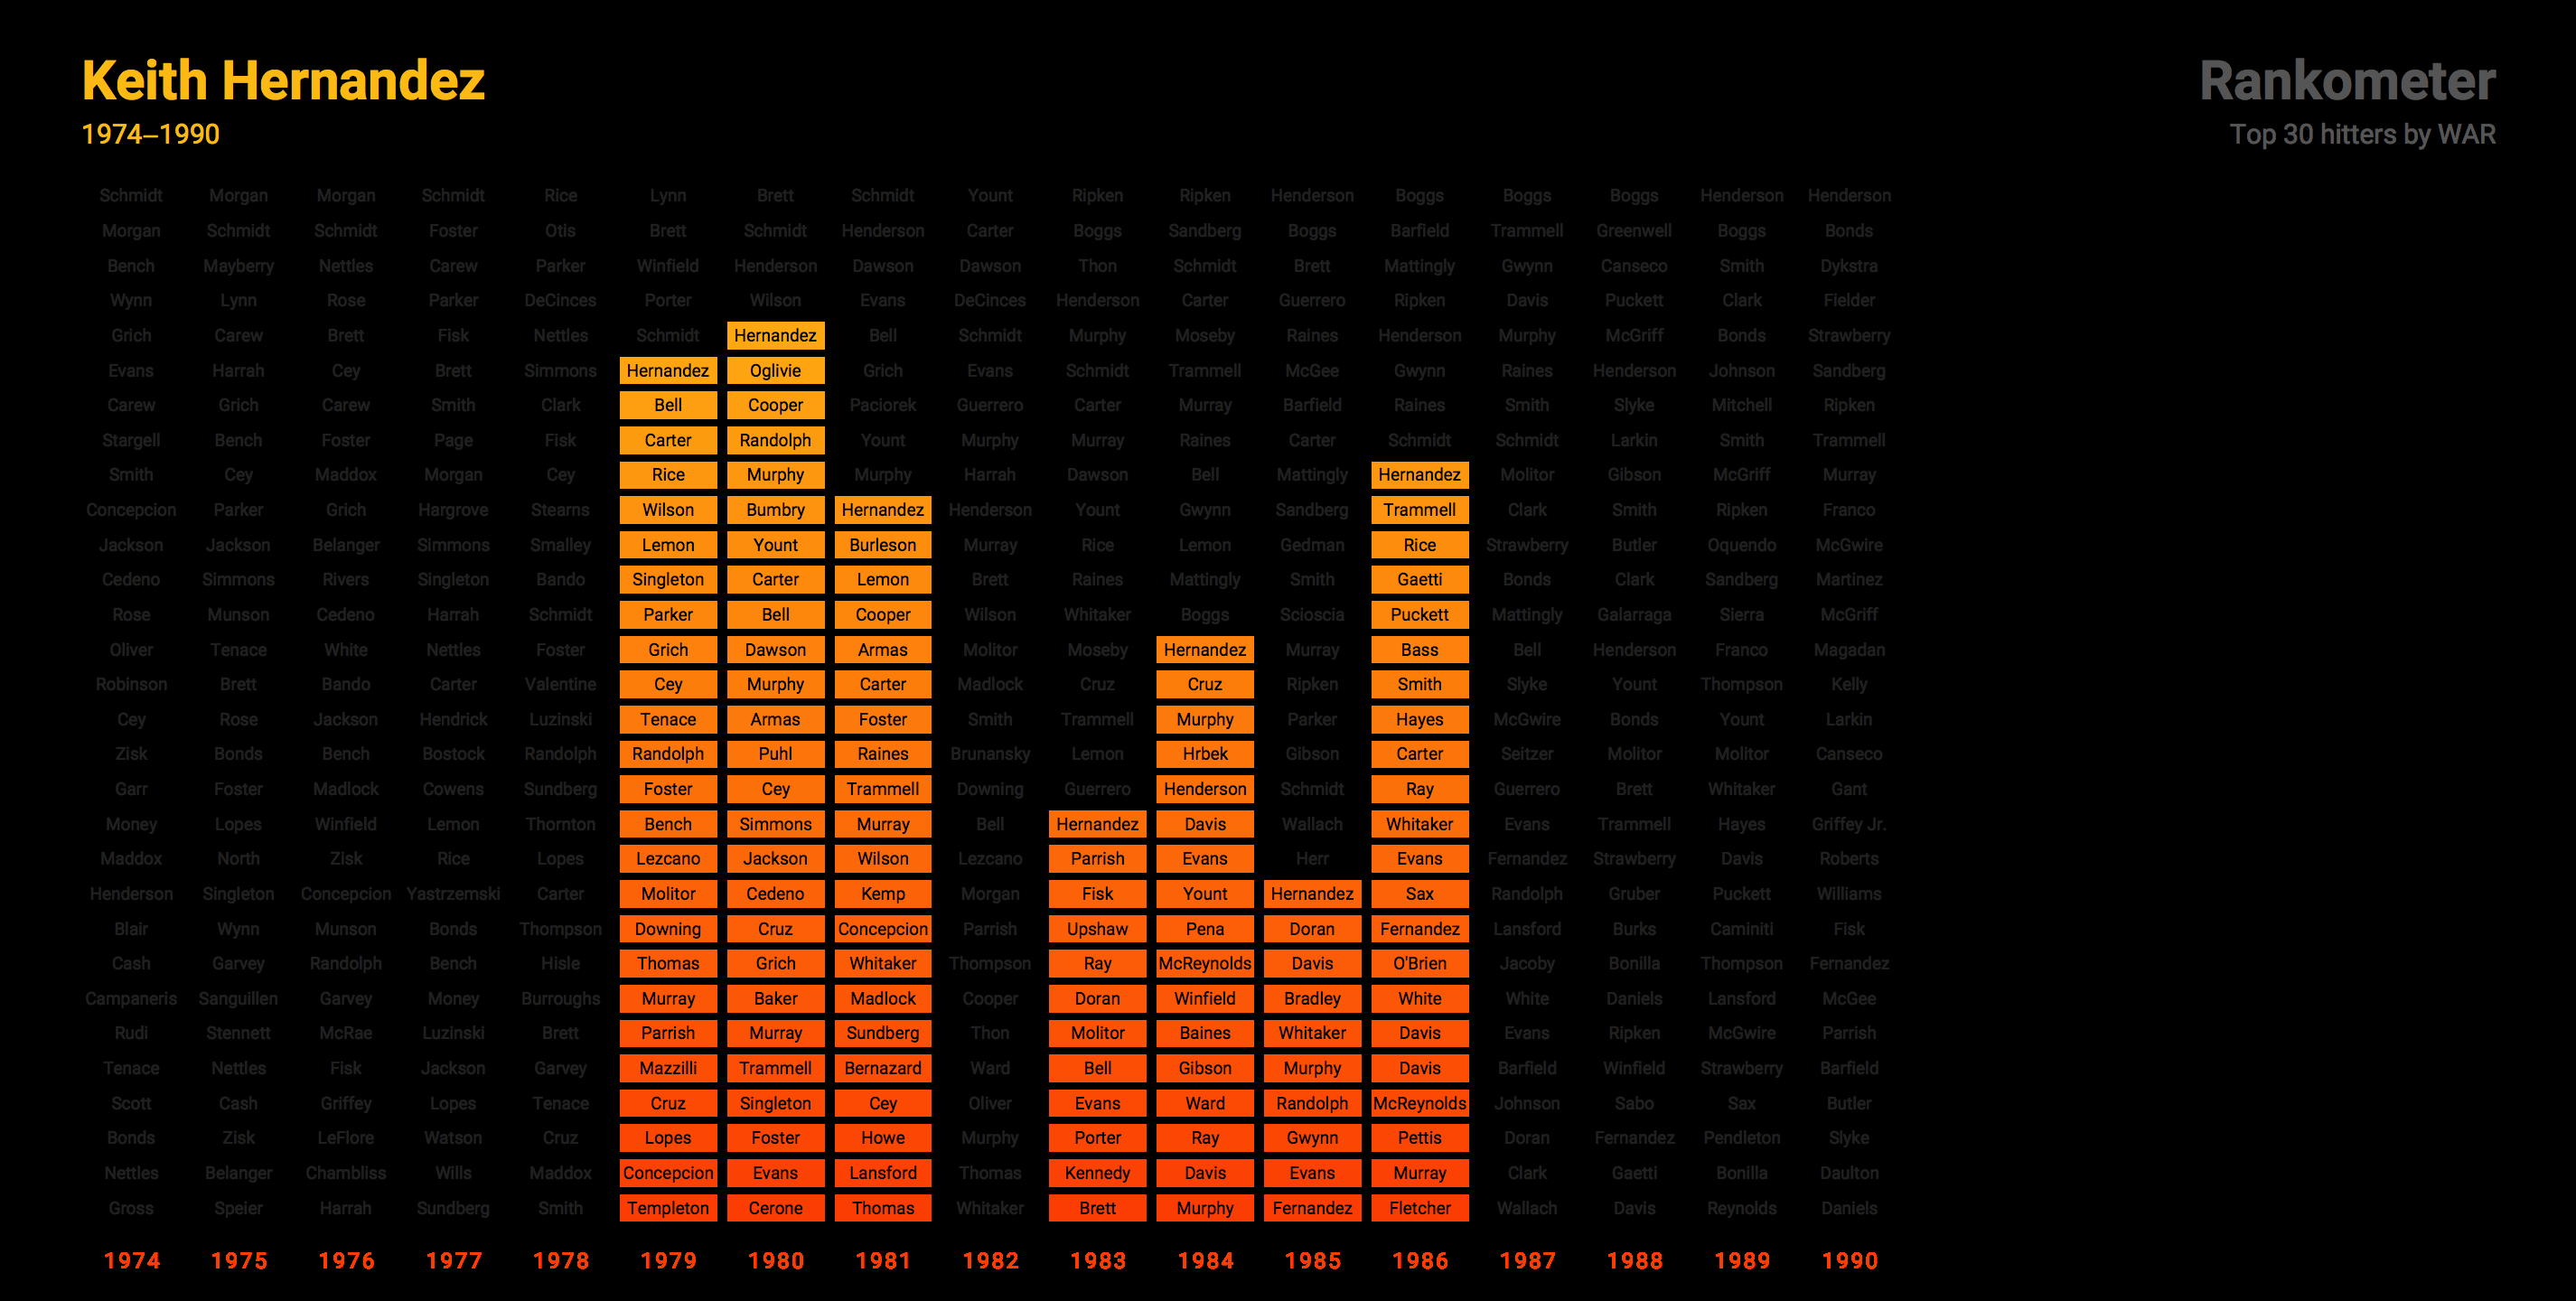 Keith Hernandez
1974–1990
Rankometer
Top 30 hitters by WAR
Schmidt Morgan Morgan Schmidt Rice Lynn Brett Schmidt Yount Ripken Ripken Henderson Boggs Boggs Boggs Henderson Henderson
Morgan Schmidt Schmidt Foster Otis Brett Schmidt Henderson Carter Boggs Sandberg Boggs Barfield Trammell Greenwell Boggs Bonds
Bench Mayberry Nettles Carew Parker Winfield Henderson Dawson Dawson Thon Schmidt Brett Mattingly Gwynn Canseco Smith Dykstra
Wynn Lynn Rose Parker DeCinces Porter Wilson Evans DeCinces Henderson Carter Guerrero Ripken Davis Puckett Clark Fielder
Grich Carew Brett Fisk Nettles Schmidt Hernandez Bell Schmidt Murphy Moseby Raines Henderson Murphy McGriff Bonds Strawberry
Evans Harrah Cey Brett Simmons Hernandez Oglivie Grich Evans Schmidt Trammell McGee Gwynn Raines Henderson Johnson Sandberg
Carew Grich Carew Smith Clark Bell Cooper Paciorek Guerrero Carter Murray Barfield Raines Smith Slyke Mitchell Ripken
Stargell Bench Foster Page Fisk Carter Randolph Yount Murphy Murray Raines Carter Schmidt Schmidt Larkin Smith Trammell
Smith Cey Maddox Morgan Cey Rice Murphy Murphy Harrah Dawson Bell Mattingly Hernandez Molitor Gibson McGriff Murray
Concepcion Parker Grich Hargrove Stearns Wilson Bumbry Hernandez Henderson Yount Gwynn Sandberg Trammell Clark Smith Ripken Franco
Jackson Jackson Belanger Simmons Smalley Lemon Yount Burleson Murray Rice Lemon Gedman Rice Strawberry Butler Oquendo McGwire
Cedeno Simmons Rivers Singleton Bando Singleton Carter Lemon Brett Raines Mattingly Smith Gaetti Bonds Clark Sandberg Martinez
Rose Munson Cedeno Harrah Schmidt Parker Bell Cooper Wilson Whitaker Boggs Scioscia Puckett Mattingly Galarraga Sierra McGriff
Oliver Tenace White Nettles Foster Grich Dawson Armas Molitor Moseby Hernandez Murray Bass Bell Henderson Franco Magadan
Robinson Brett Bando Carter Valentine Cey Murphy Carter Madlock Cruz Cruz Ripken Smith Slyke Yount Thompson Kelly
Cey Rose Jackson Hendrick Luzinski Tenace Armas Foster Smith Trammell Murphy Parker Hayes McGwire Bonds Yount Larkin
Zisk Bonds Bench Bostock Randolph Randolph Puhl Raines Brunansky Lemon Hrbek Gibson Carter Seitzer Molitor Molitor Canseco
Garr Foster Madlock Cowens Sundberg Foster Cey Trammell Downing Guerrero Henderson Schmidt Ray Guerrero Brett Whitaker Gant
Money Lopes Winfield Lemon Thornton Bench Simmons Murray Bell Hernandez Davis Wallach Whitaker Evans Trammell Hayes Griffey Jr.
Maddox North Zisk Rice Lopes Lezcano Jackson Wilson Lezcano Parrish Evans Herr Evans Fernandez Strawberry Davis Roberts
Henderson Singleton Concepcion Yastrzemski Carter Molitor Cedeno Kemp Morgan Fisk Yount Hernandez Sax Randolph Gruber Puckett Williams
Blair Wynn Munson Bonds Thompson Downing Cruz Concepcion Parrish Upshaw Pena Doran Fernandez Lansford Burks Caminiti Fisk
Cash Garvey Randolph Bench Hisle Thomas Grich Whitaker Thompson Ray McReynolds Davis O'Brien Jacoby Bonilla Thompson Fernandez
Campaneris Sanguillen Garvey Money Burroughs Murray Baker Madlock Cooper Doran Winfield Bradley White White Daniels Lansford McGee
Rudi Stennett McRae Luzinski Brett Parrish Murray Sundberg Thon Molitor Baines Whitaker Davis Evans Ripken McGwire Parrish
Tenace Nettles Fisk Jackson Garvey Mazzilli Trammell Bernazard Ward Bell Gibson Murphy Davis Barfield Winfield Strawberry Barfield
Scott Cash Griffey Lopes Tenace Cruz Singleton Cey Oliver Evans Ward Randolph McReynolds Johnson Sabo Sax Butler
Bonds Zisk LeFlore Watson Cruz Lopes Foster Howe Murphy Porter Ray Gwynn Pettis Doran Fernandez Pendleton Slyke
Nettles Belanger Chambliss Wills Maddox Concepcion Evans Lansford Thomas Kennedy Davis Evans Murray Clark Gaetti Bonilla Daulton
Gross Speier Harrah Sundberg Smith Templeton Cerone Thomas Whitaker Brett Murphy Fernandez Fletcher Wallach Davis Reynolds Daniels
1974 1975 1976 1977 1978 1979 1980 1981 1982 1983 1984 1985 1986 1987 1988 1989 1990